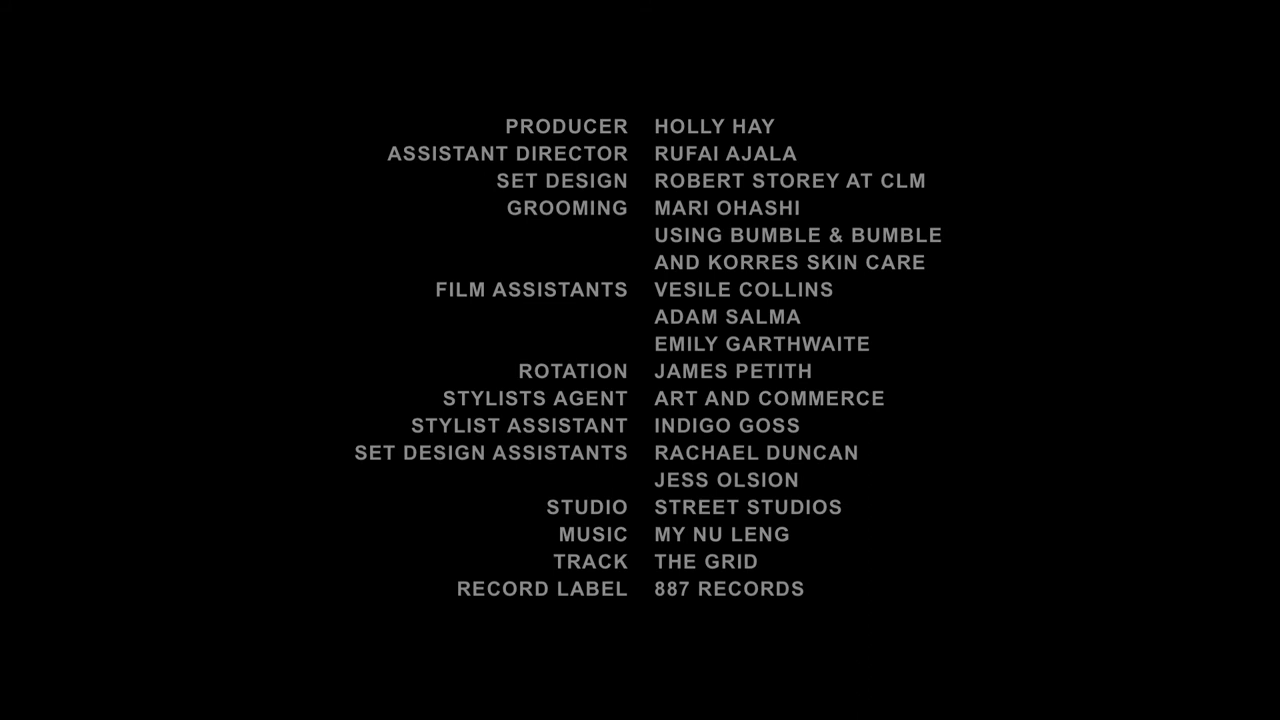 PRODUCER HOLLY HAY
ASSISTANT DIRECTOR RUFAI AJALA
SET DESIGN ROBERT STOREY AT CLM
GROOMING MARI OHASHI
USING BUMBLE & BUMBLE
AND KORRES SKIN CARE
FILM ASSISTANTS VESILE COLLINS
ADAM SALMA
EMILY GARTHWAITE
ROTATION JAMES PETITH
STYLISTS AGENT ART AND COMMERCE
STYLIST ASSISTANT INDIGO GOSS
SET DESIGN ASSISTANTS RACHAEL DUNCAN
JESS OLSION
STUDIO STREET STUDIOS
MUSIC MY NU LENG
TRACK THE GRID
RECORD LABEL 887 RECORDS